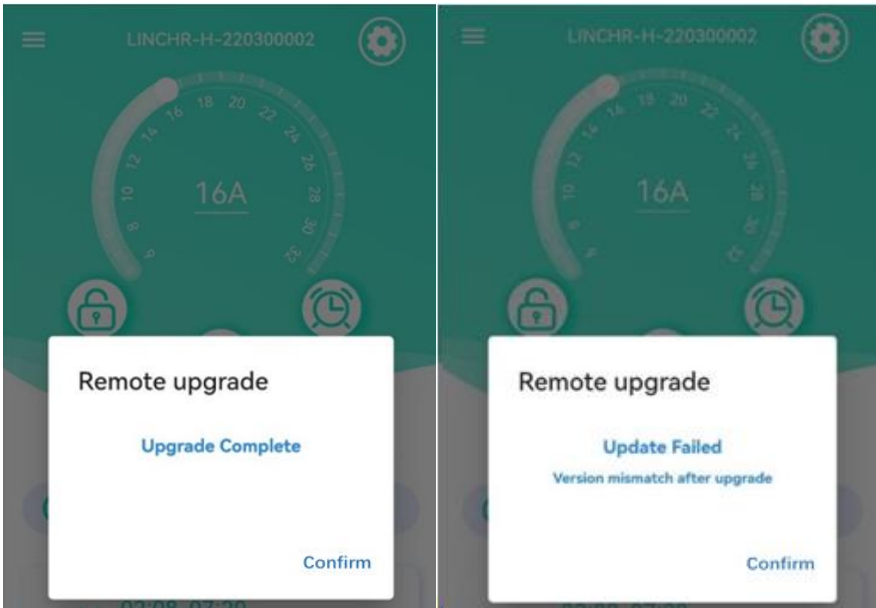 LINCHR-H-220300002
6 8 10 12 14 16 18 20 22 24 26 28 30 32
16A
Remote upgrade
Upgrade Complete
Confirm
LINCHR-H-220300002
6 8 10 12 14 16 18 20 22 24 26 28 30 32
16A
Remote upgrade
Update Failed
Version mismatch after upgrade
Confirm